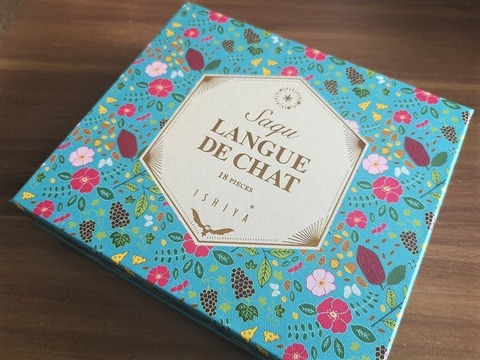 Saqu
LANGUE
DE CHAT
18 PIECES
ISHIYA